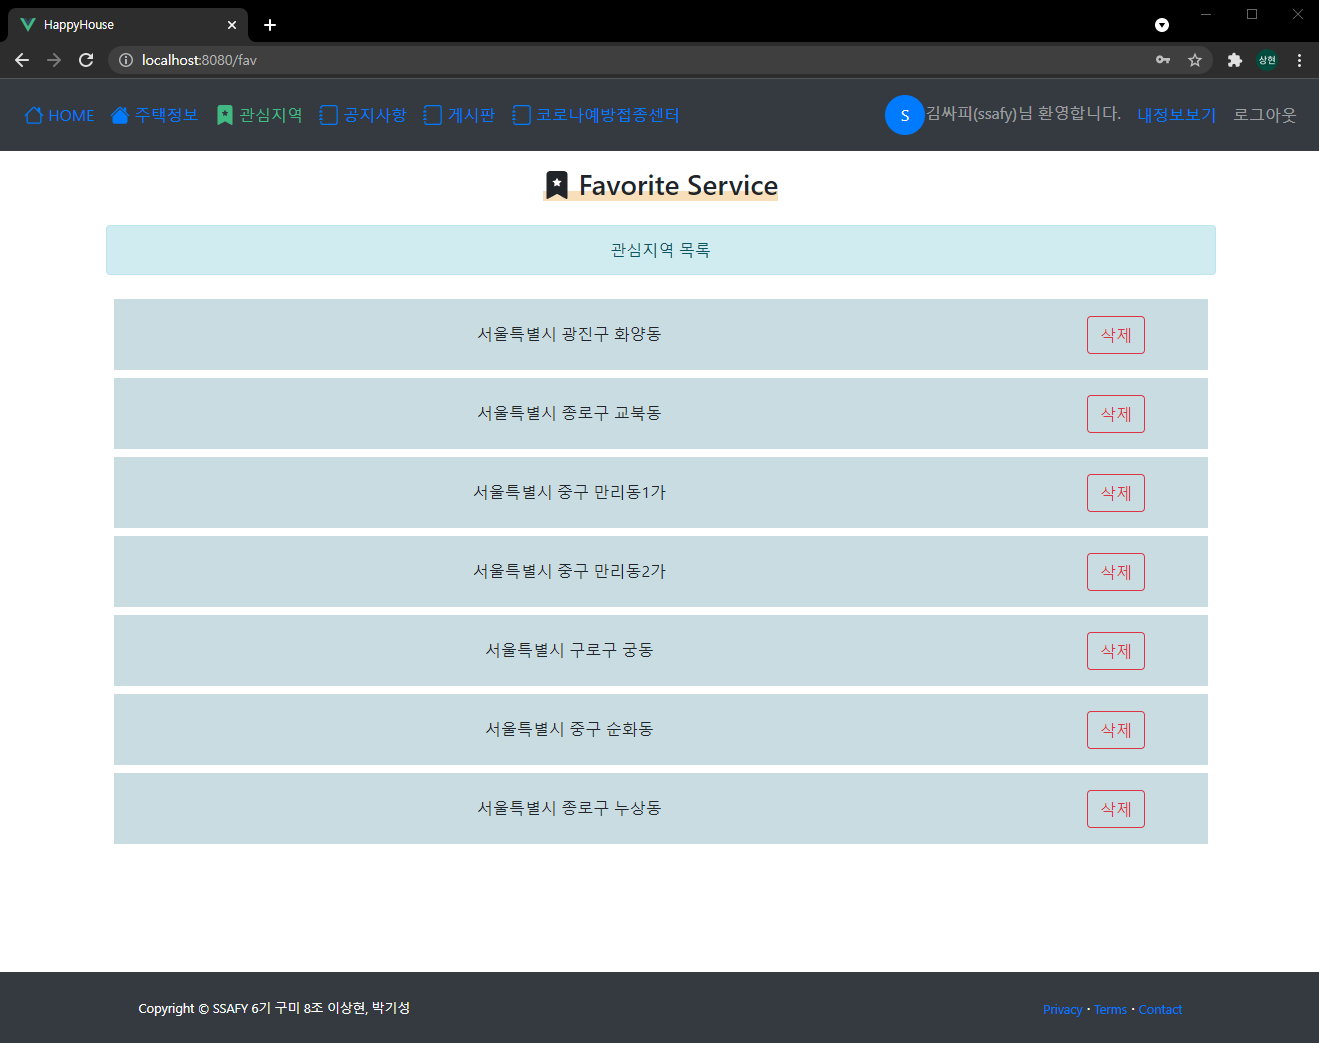 HappyHouse
localhost:8080/fav
상현
HOME 주택정보 관심지역 공지사항 게시판 코로나예방접종센터 S 김싸피(ssafy)님 환영합니다. 내정보보기 로그아웃
Favorite Service
관심지역 목록
서울특별시 광진구 화양동 삭제
서울특별시 종로구 교북동 삭제
서울특별시 중구 만리동1가 삭제
서울특별시 중구 만리동2가 삭제
서울특별시 구로구 궁동 삭제
서울특별시 중구 순화동 삭제
서울특별시 종로구 누상동 삭제
Copyright © SSAFY 6기 구미 8조 이상현, 박기성 Privacy · Terms · Contact